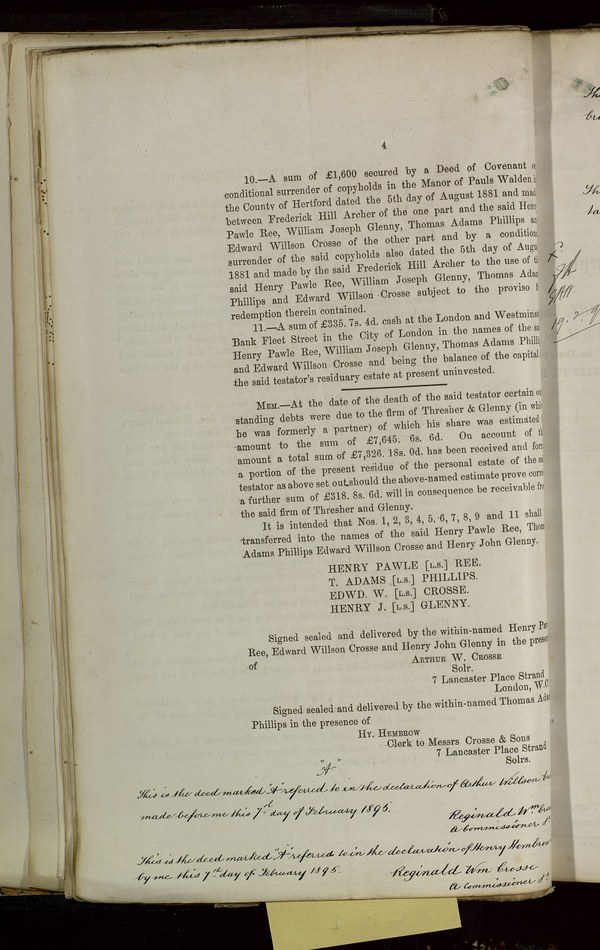 4
10.—A sum of £1,600 secured by a Deed of Covenant
conditional surrender of copyholds in the Manor of Pauls Walden
the County of Hertford dated the 5th day of August 1881 and
between Frederick Hill Archer of the one part and the said
Pawle Ree, William Joseph Glenny, Thomas Adams Phillips
Edward Willson Crosse of the other part and by a
surrender of the said copyholds also dated the 5th day of
1881 and made by the said Frederick Hill Archer to the use of
said Henry Pawle Ree, William Joseph Glenny, Thomas
Phillips and Edward Willson Crosse subject to the proviso
redemption therein contained.
11.—A sum of £335. 7s. 4d. cash at the London and
Bank Fleet Street in the City of London in the names of the
Henry Pawle Ree, William Joseph Glenny, Thomas Adams
and Edward Willson Crosse and being the balance of the capital
the said testator's residuary estate at present uninvested.
MEM.—At the date of the death of the said testator certain
standing debts were due to the firm of Thresher & Glenny (in
he was formerly a partner) of which his share was estimated
amount to the sum of £7,645. 6s. 6d. On account of
amount a total sum of £7,326. 18s. 0d. has been received and
a portion of the present residue of the personal estate of the
testator as above set out should the above-named estimate prove
a further sum of £318. 8s. 6d. will in consequence be receivable
the said firm of Thresher and Glenny.
It is intended that Nos. 1, 2, 3, 4, 5, 6, 7, 8, 9 and 11 shall
transferred into the names of the said Henry Pawle Ree,
Adams Phillips Edward Willson Crosse and Henry John Glenny.
HENRY PAWLE [L.S.] REE.
T. ADAMS [L.S.] PHILLIPS.
EDWD. W. [L.S.] CROSSE.
HENRY J. [L.S.] GLENNY.
Signed sealed and delivered by the within-named Henry
Ree, Edward Willson Crosse and Henry John Glenny in the
of ARTHUR W. CROSSE
Solr.
7 Lancaster Place Strand
London, W.C.
Signed sealed and delivered by the within-named Thomas
Phillips in the presence of
HY. HEMBROW
Clerk to Messrs Crosse & Sons
7 Lancaster Place Strand
Solrs.
"A"
This is the deed marked "A" referred to in the declaration of Arthur Willson
made before me this 7th day of February 1895.
Reginald Wm
A Commissioner
This is the deed marked "A" referred to in the declaration of Henry Hembrow
by me this 7th day of February 1895.
Reginald Wm Crosse
A Commissioner